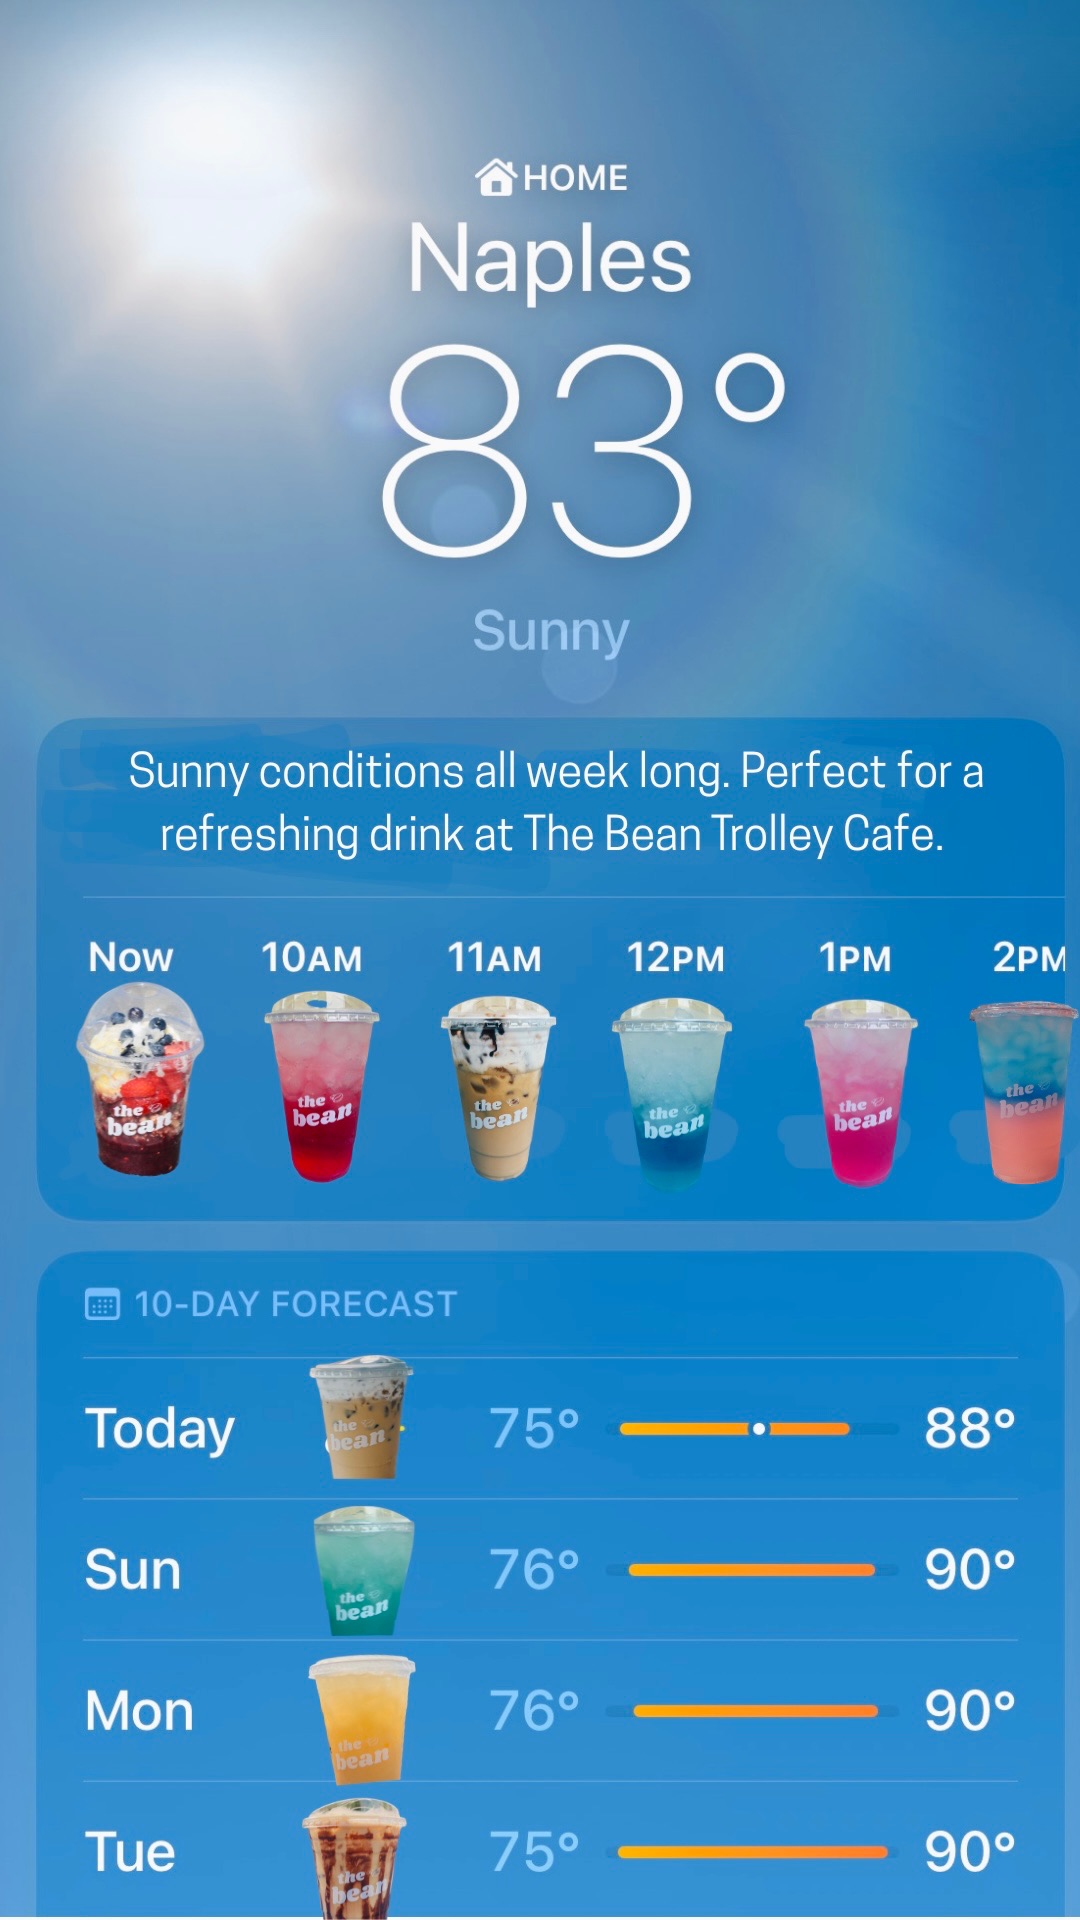 HOME
Naples
83°
Sunny
Sunny conditions all week long. Perfect for a
refreshing drink at The Bean Trolley Cafe.
Now 10AM 11AM 12PM 1PM 2PM
the bean the bean the bean the bean the bean the bean
10-DAY FORECAST
the bean
Today 75° 88°
Sun 76° 90°
the bean
Mon 76° 90°
the bean
Tue 75° 90°
the bean